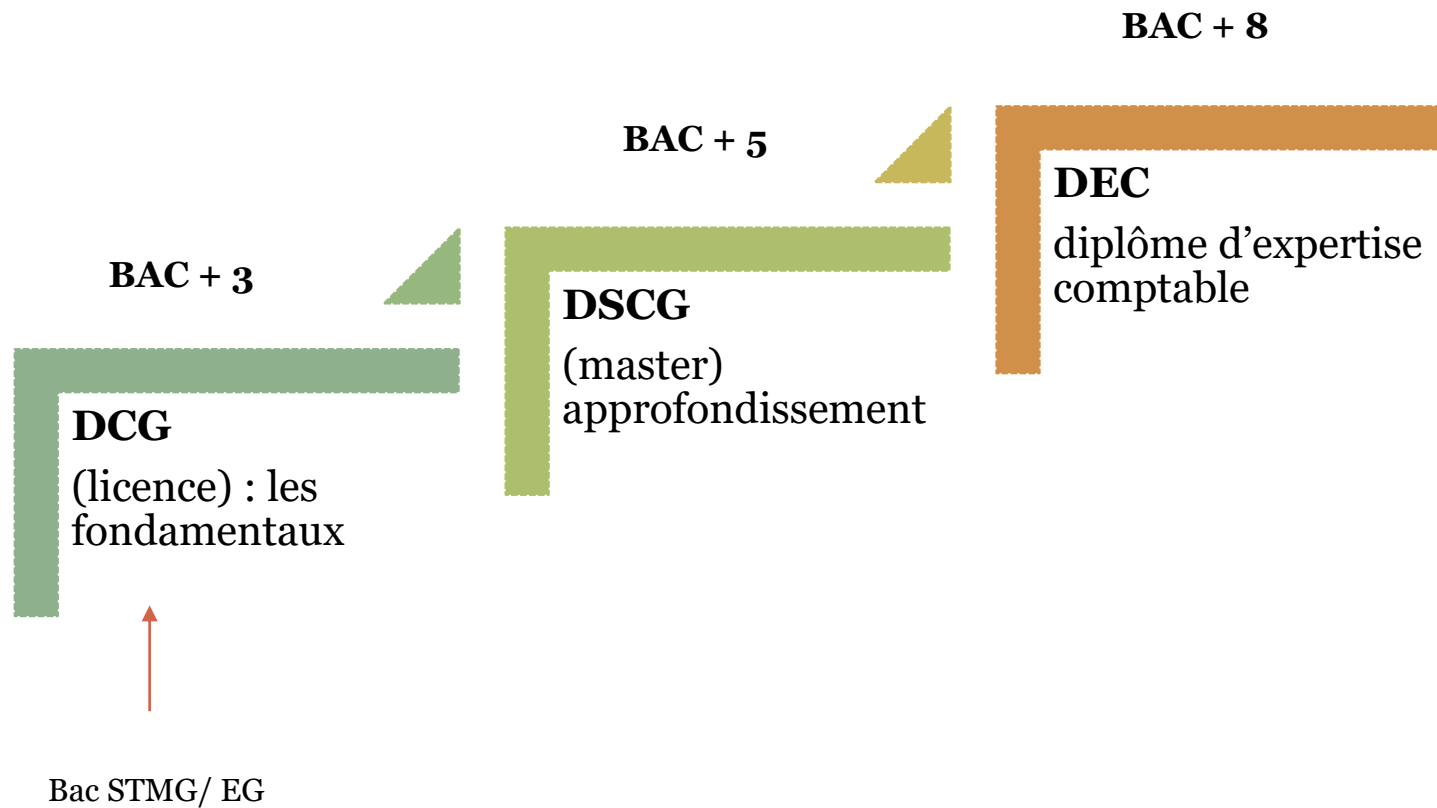 BAC + 8
BAC + 5
BAC + 3
DEC
diplôme d’expertise
comptable
DSCG
(master)
approfondissement
DCG
(licence) : les
fondamentaux
Bac STMG/ EG